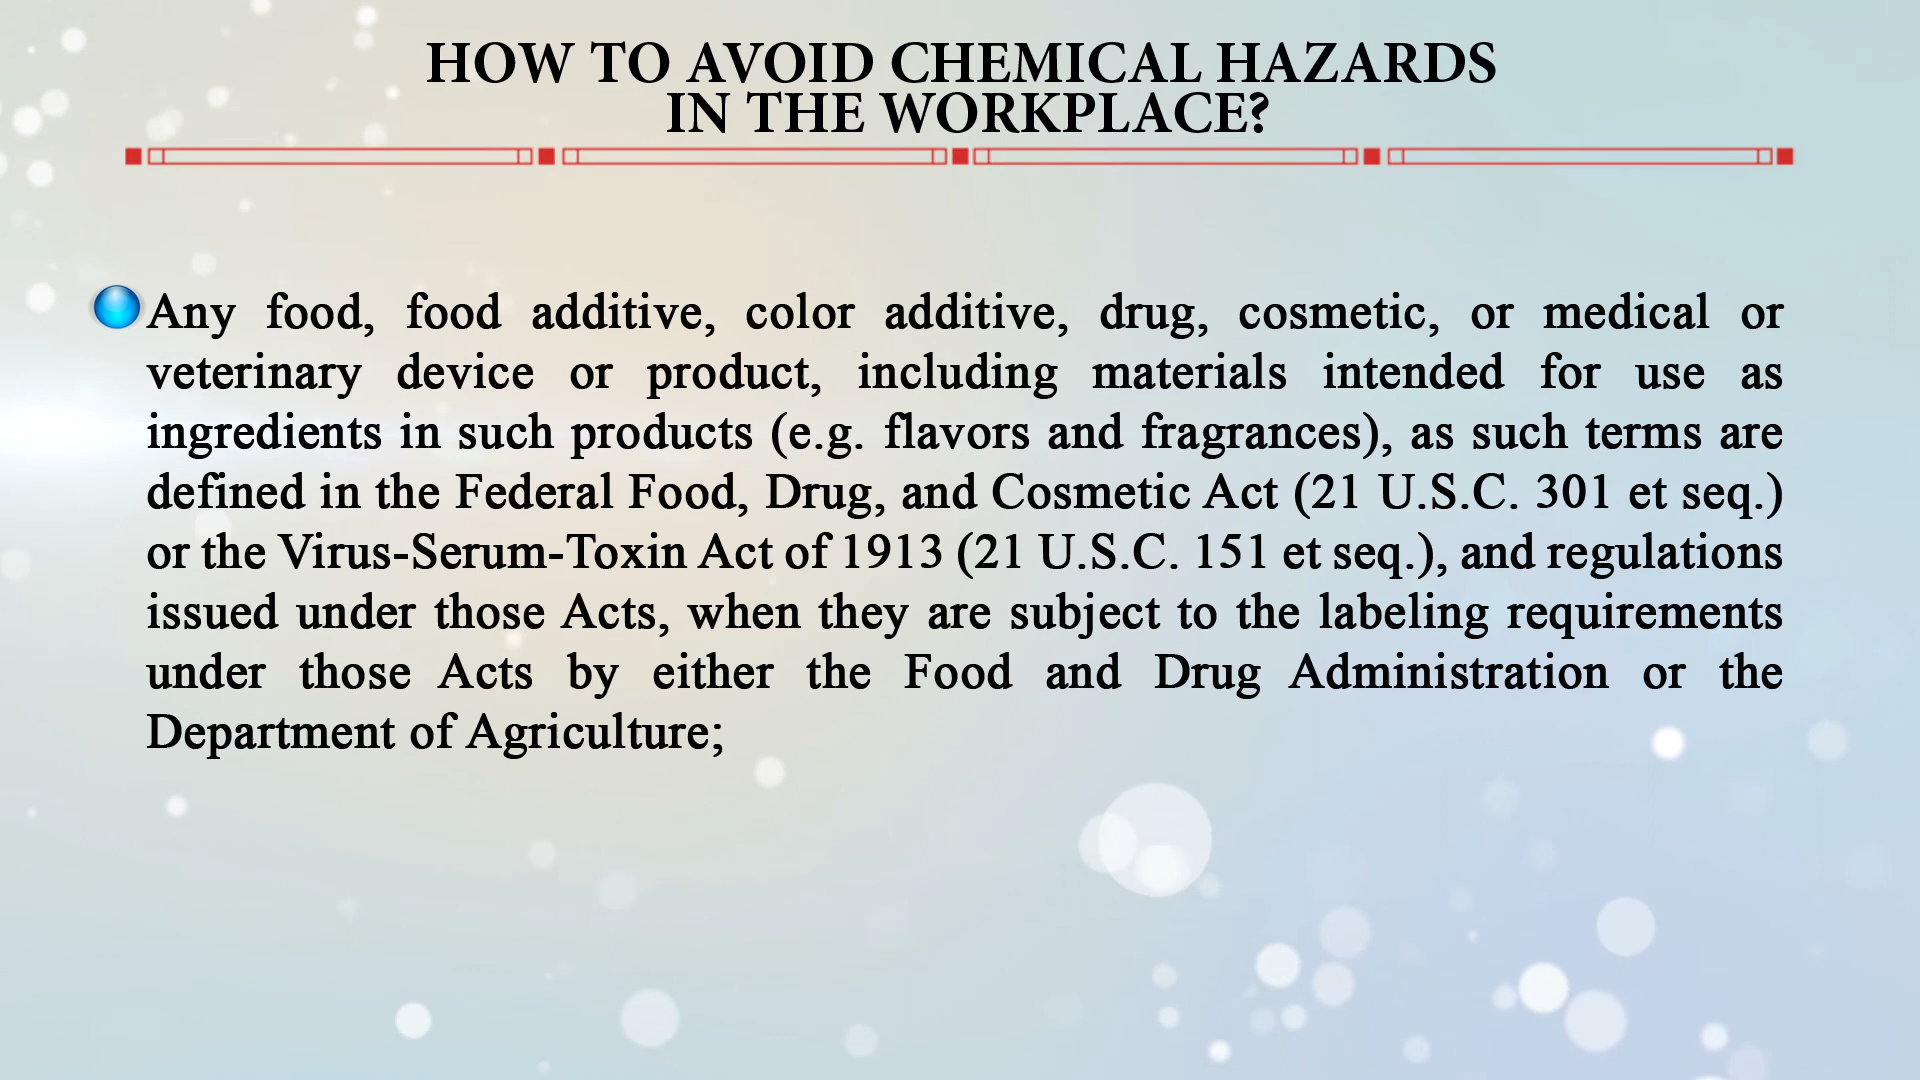 HOW TO AVOID CHEMICAL HAZARDS
IN THE WORKPLACE?
Any food, food additive, color additive, drug, cosmetic, or medical or
veterinary device or product, including materials intended for use as
ingredients in such products (e.g. flavors and fragrances), as such terms are
defined in the Federal Food, Drug, and Cosmetic Act (21 U.S.C. 301 et seq.)
or the Virus-Serum-Toxin Act of 1913 (21 U.S.C. 151 et seq.), and regulations
issued under those Acts, when they are subject to the labeling requirements
under those Acts by either the Food and Drug Administration or the
Department of Agriculture;